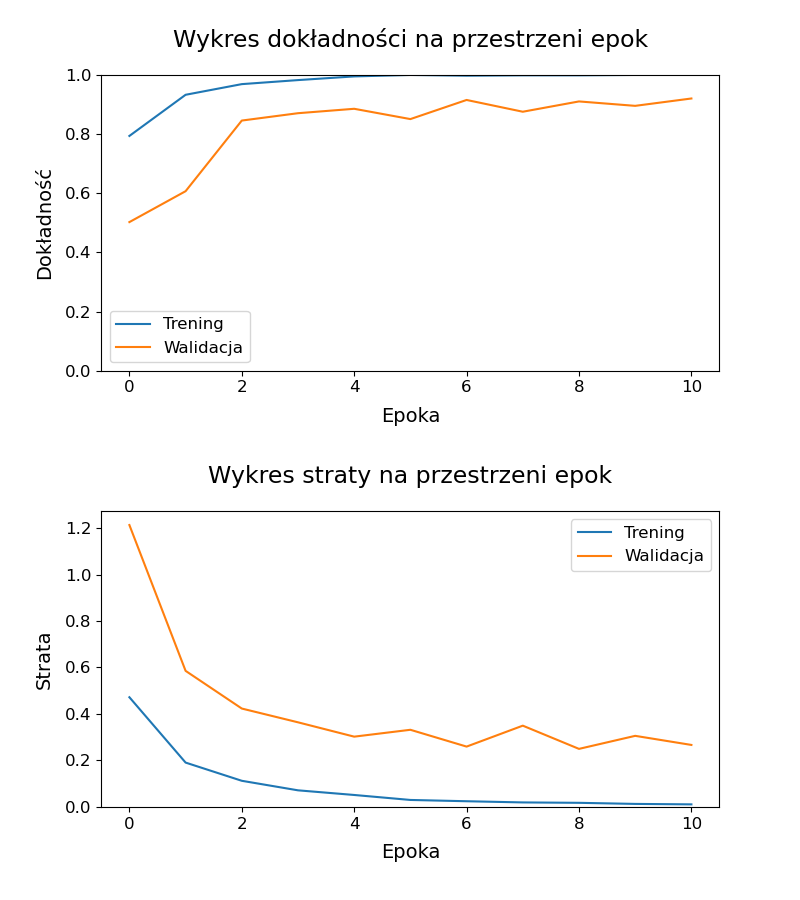 Wykres dokładności na przestrzeni epok
1.0
0.8
0.6
0.4
0.2
0.0
Dokładność
Trening
Walidacja
0 2 4 6 8 10
Epoka
Wykres straty na przestrzeni epok
1.2
1.0
0.8
0.6
0.4
0.2
0.0
Strata
Trening
Walidacja
0 2 4 6 8 10
Epoka